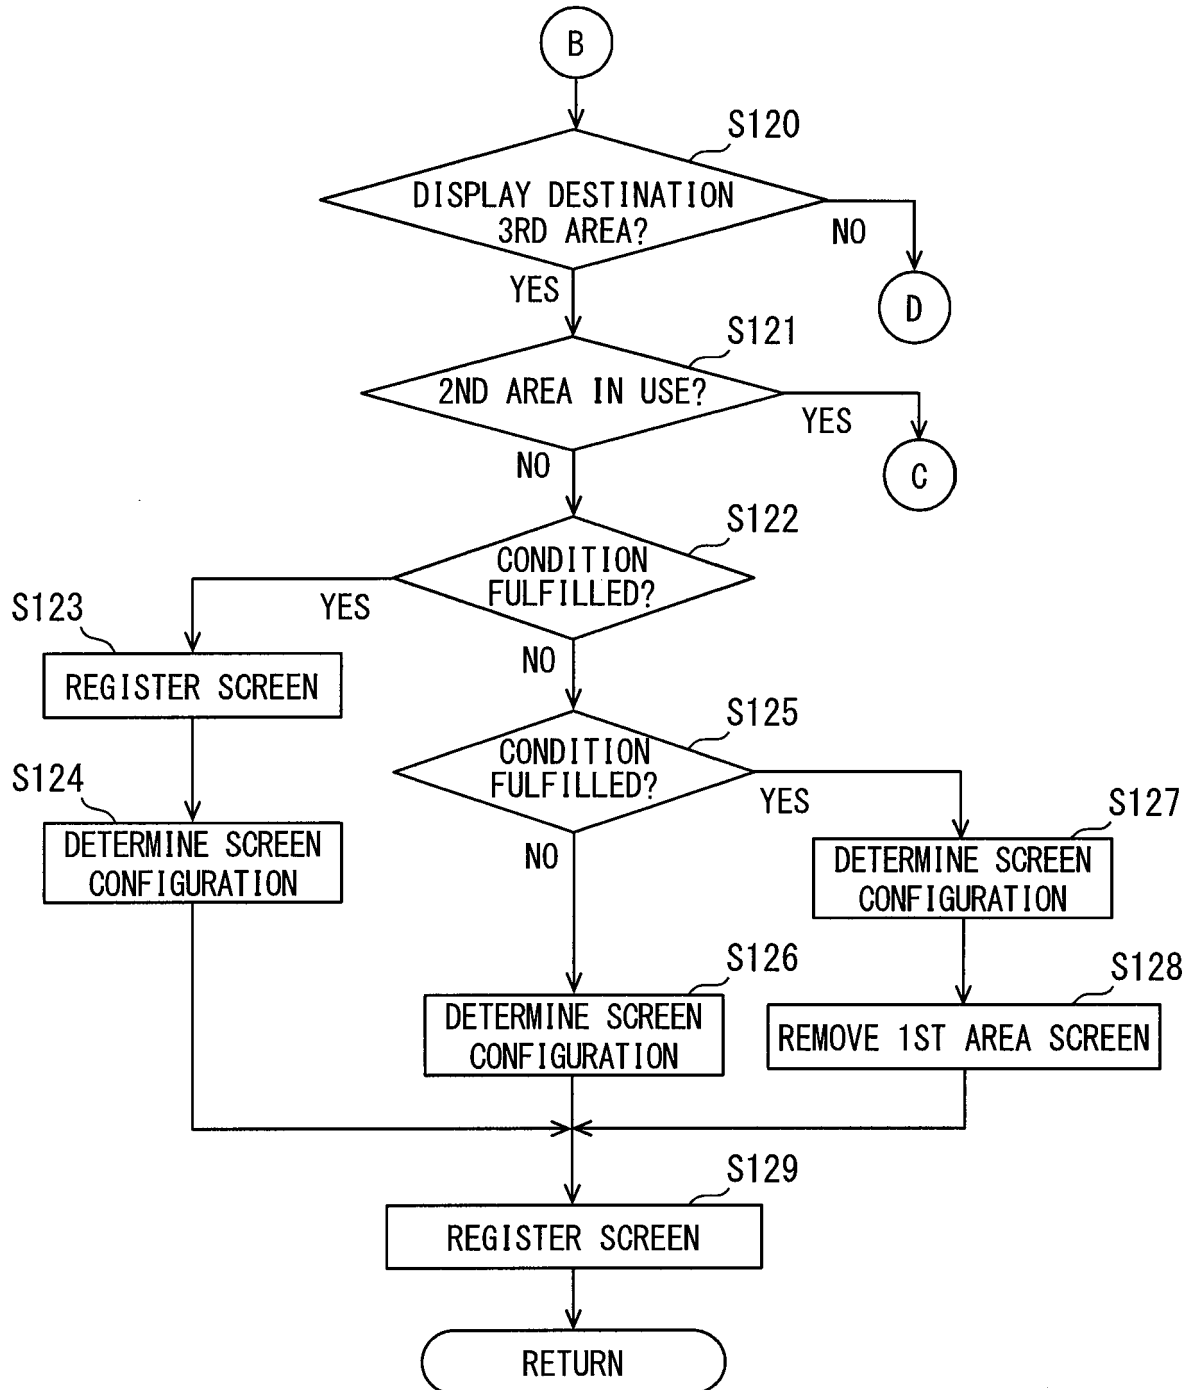 B
S120
DISPLAY DESTINATION
3RD AREA?
NO
YES
D
S121
2ND AREA IN USE?
YES
NO
C
S122
CONDITION
FULFILLED?
YES
NO
S123
REGISTER SCREEN
S125
CONDITION
FULFILLED?
YES
NO
S124
DETERMINE SCREEN
CONFIGURATION
S127
DETERMINE SCREEN
CONFIGURATION
S126
DETERMINE SCREEN
CONFIGURATION
S128
REMOVE 1ST AREA SCREEN
S129
REGISTER SCREEN
RETURN